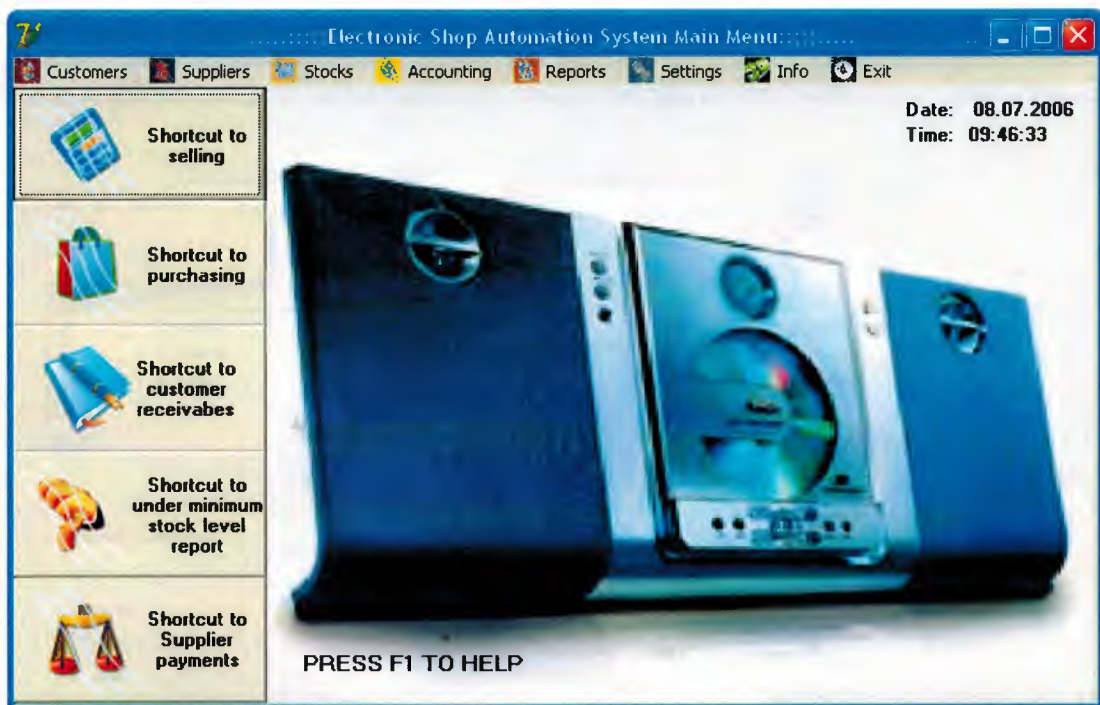 .....:::: Electronic Shop Automation System Main Menu::::.....
Customers Suppliers Stocks Accounting Reports Settings Info Exit
Date: 08.07.2006
Time: 09:46:33
Shortcut to
selling
Shortcut to
purchasing
Shortcut to
customer
receivabes
Shortcut to
under minimum
stock level
report
Shortcut to
Supplier
payments
PRESS F1 TO HELP